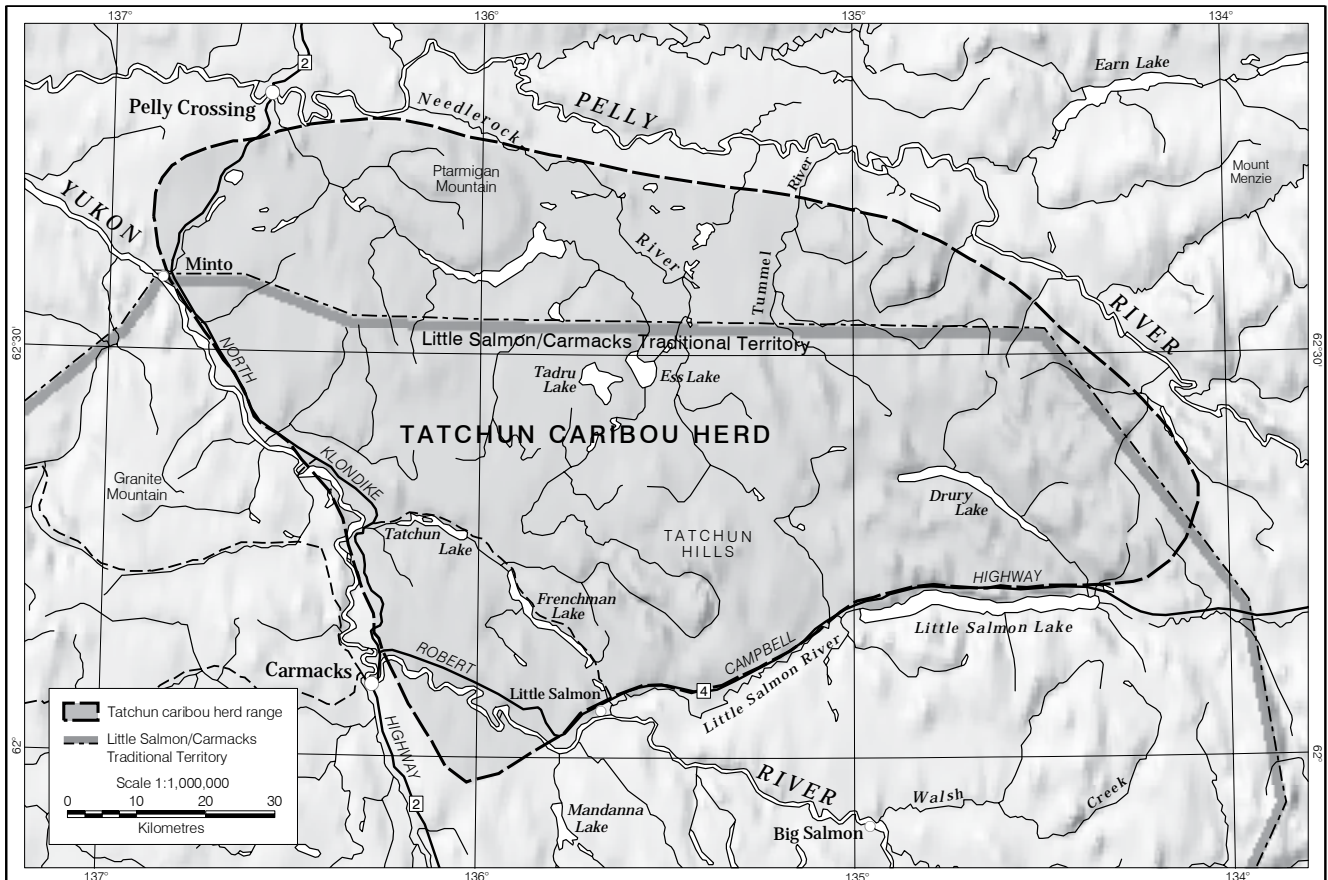 137°
136°
135°
134°
2
Earn Lake
Pelly Crossing
Needlerock
PELLY
Mount
Menzie
Ptarmigan
Mountain
River
YUKON
River
Minto
Tummel
RIVER
62°30'
62°30'
Little Salmon/Carmacks Traditional Territory
NORTH
Tadru
Lake
Ess Lake
TATCHUN CARIBOU HERD
KLONDIKE
Granite
Mountain
Drury
Lake
Tatchun
Lake
TATCHUN
HILLS
HIGHWAY
Frenchman
Lake
Little Salmon Lake
ROBERT
CAMPBELL
Carmacks
Little Salmon
4
Little Salmon River
HIGHWAY
62°
62°
RIVER
Walsh
Creek
2
Mandanna
Lake
Big Salmon
Tatchun caribou herd range
Little Salmon/Carmacks
Traditional Territory
Scale 1:1,000,000
0 10 20 30
Kilometres
137°
136°
135°
134°